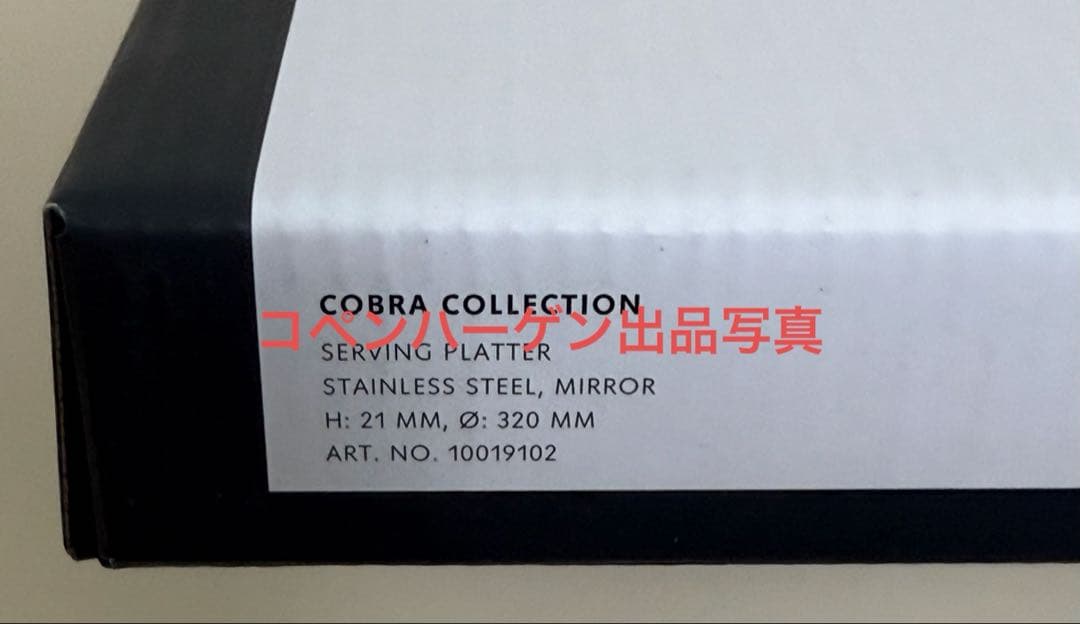 COBRA COLLECTION
コペンハーゲン出品写真
SERVING PLATTER
STAINLESS STEEL, MIRROR
H: 21 MM, Ø: 320 MM
ART. NO. 10019102